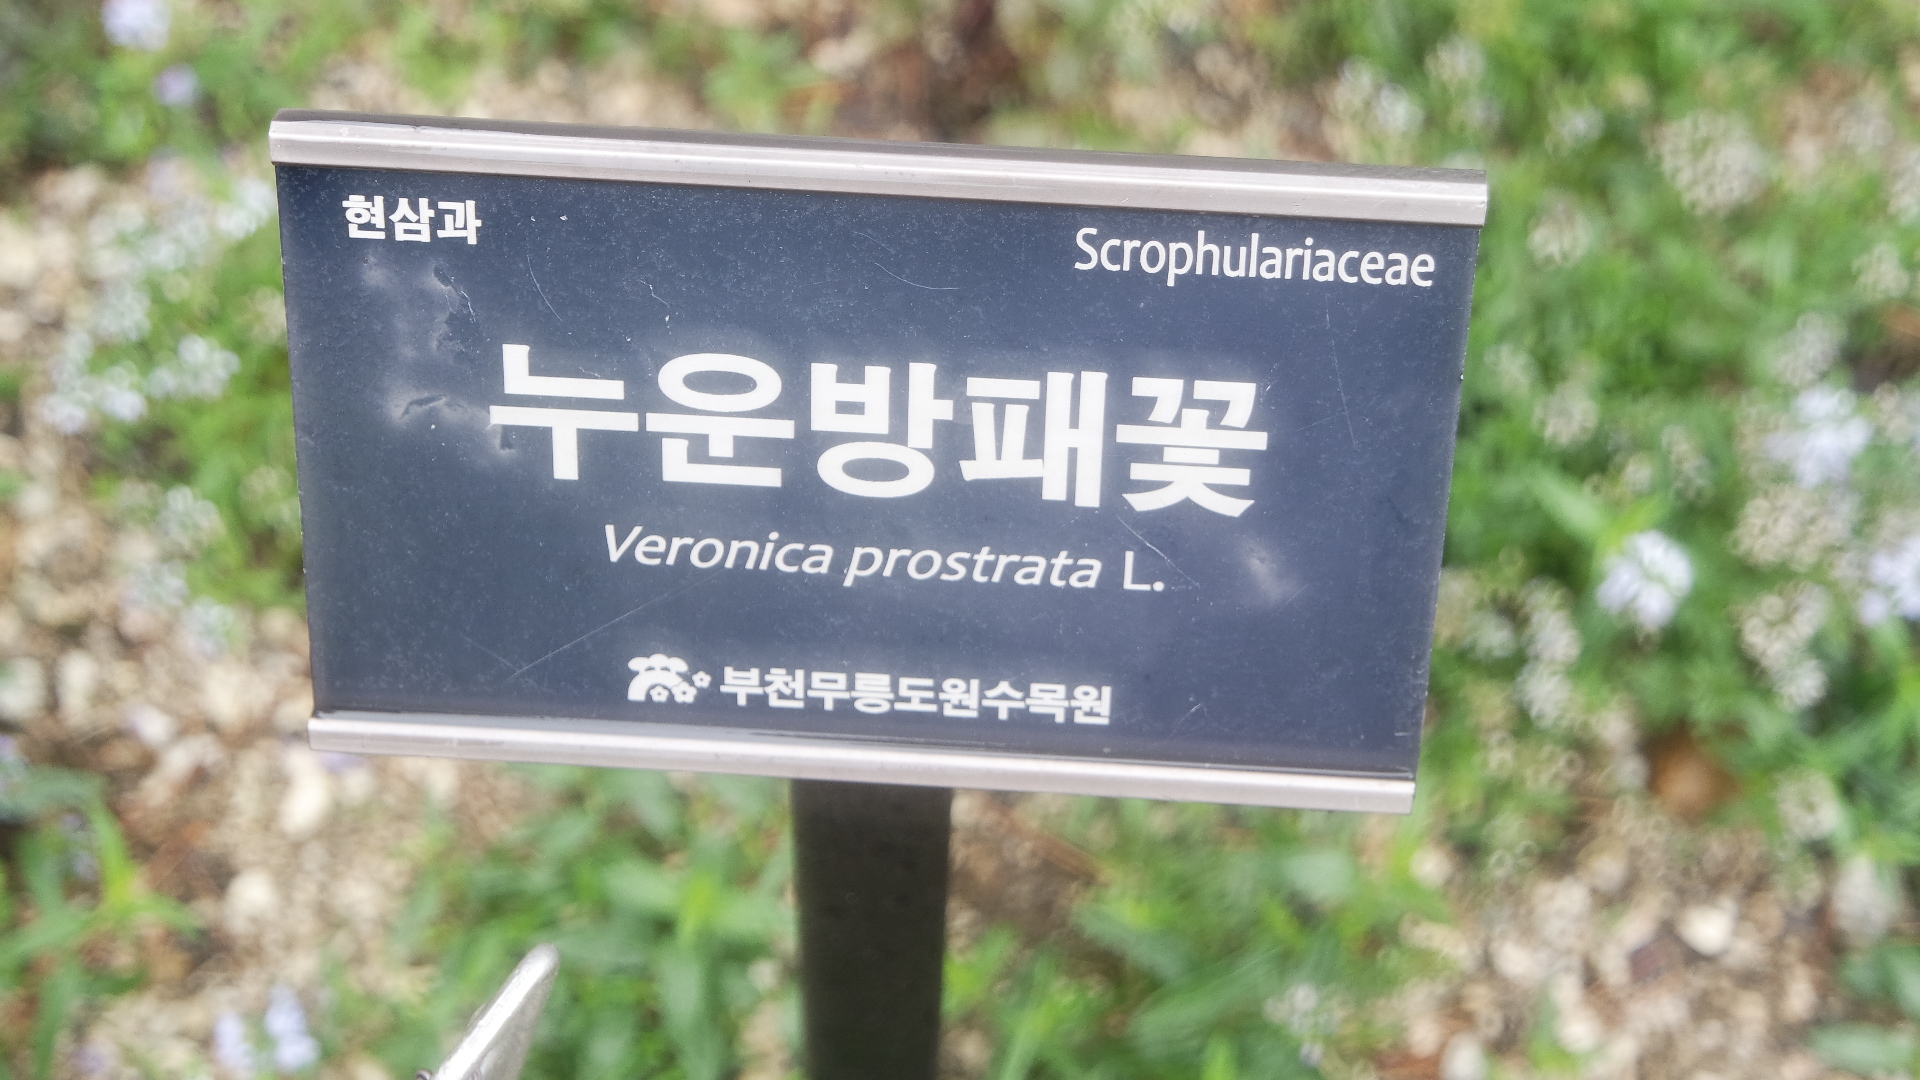 현삼과
Scrophulariaceae
누운방패꽃
Veronica prostrata L.
부천무릉도원수목원